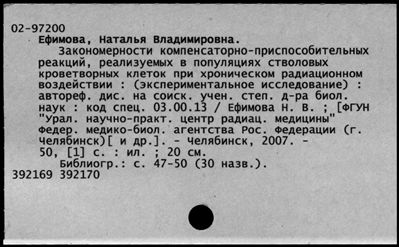 02-97200
Ефимова, Наталья Владимировна.
Закономерности компенсаторно-приспособительных
реакций, реализуемых в популяциях стволовых
кроветворных клеток при хроническом радиационном
воздействии : (экспериментальное исследование) :
автореф. дис. на соиск. учен. степ. д-ра биол.
наук : код спец. 03.00.13 / Ефимова Н. В. ; [ФГУН
"Урал. научно-практ. центр радиац. медицины"
Федер. медико-биол. агентства Рос. Федерации (г.
Челябинск)[ и др.]. - Челябинск, 2007. -
50, [1] с. : ил. ; 20 см.
Библиогр.: с. 47-50 (30 назв.).
392169 392170